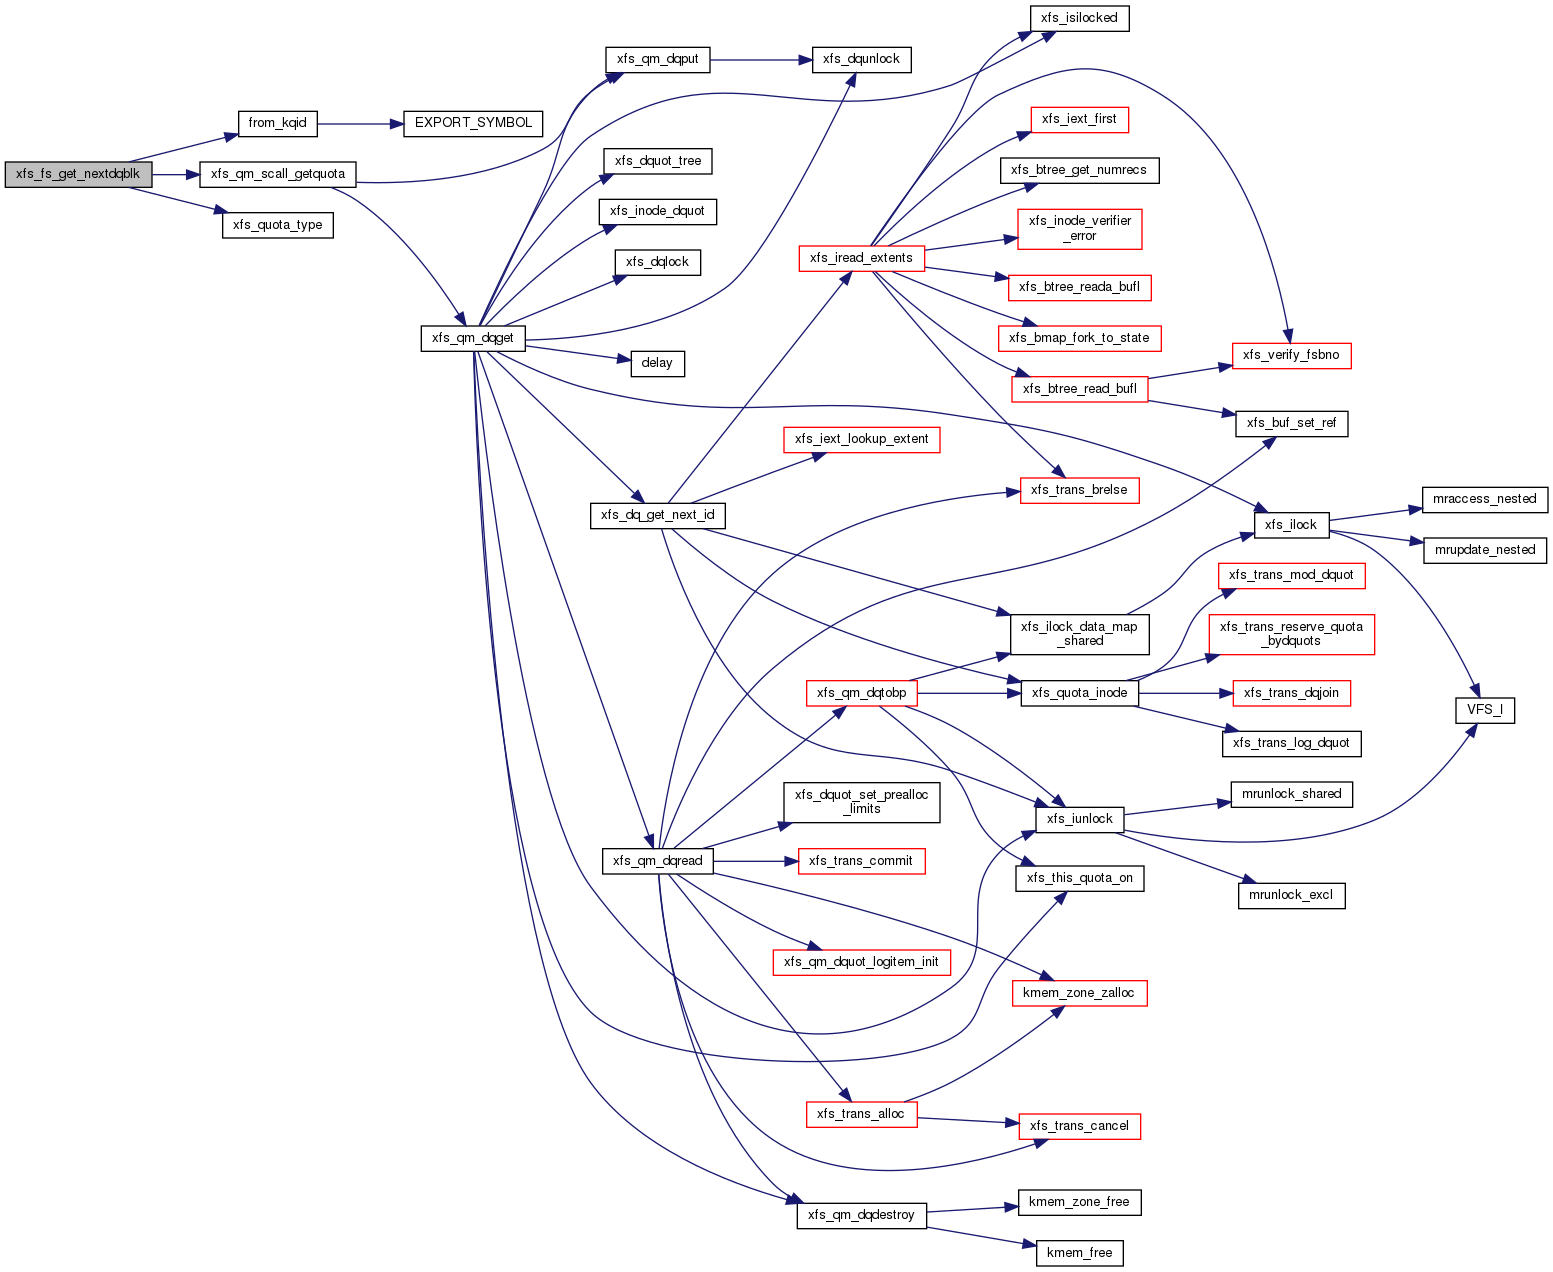 xfs_fs_get_nextdqblk
from_kqid
EXPORT_SYMBOL
xfs_qm_scall_getquota
xfs_quota_type
xfs_qm_dqget
xfs_qm_dqput
xfs_dqunlock
xfs_dquot_tree
xfs_inode_dquot
xfs_dqlock
delay
xfs_dq_get_next_id
xfs_qm_dqread
xfs_isilocked
xfs_iread_extents
xfs_iext_first
xfs_btree_get_numrecs
xfs_inode_verifier
_error
xfs_btree_reada_bufl
xfs_bmap_fork_to_state
xfs_btree_read_bufl
xfs_verify_fsbno
xfs_buf_set_ref
xfs_iext_lookup_extent
xfs_trans_brelse
xfs_ilock
mraccess_nested
mrupdate_nested
VFS_I
xfs_ilock_data_map
_shared
xfs_quota_inode
xfs_trans_mod_dquot
xfs_trans_reserve_quota
_bydquots
xfs_trans_dqjoin
xfs_trans_log_dquot
xfs_qm_dqtobp
xfs_iunlock
mrunlock_shared
mrunlock_excl
xfs_dquot_set_prealloc
_limits
xfs_trans_commit
xfs_this_quota_on
xfs_qm_dquot_logitem_init
kmem_zone_zalloc
xfs_trans_alloc
xfs_trans_cancel
xfs_qm_dqdestroy
kmem_zone_free
kmem_free